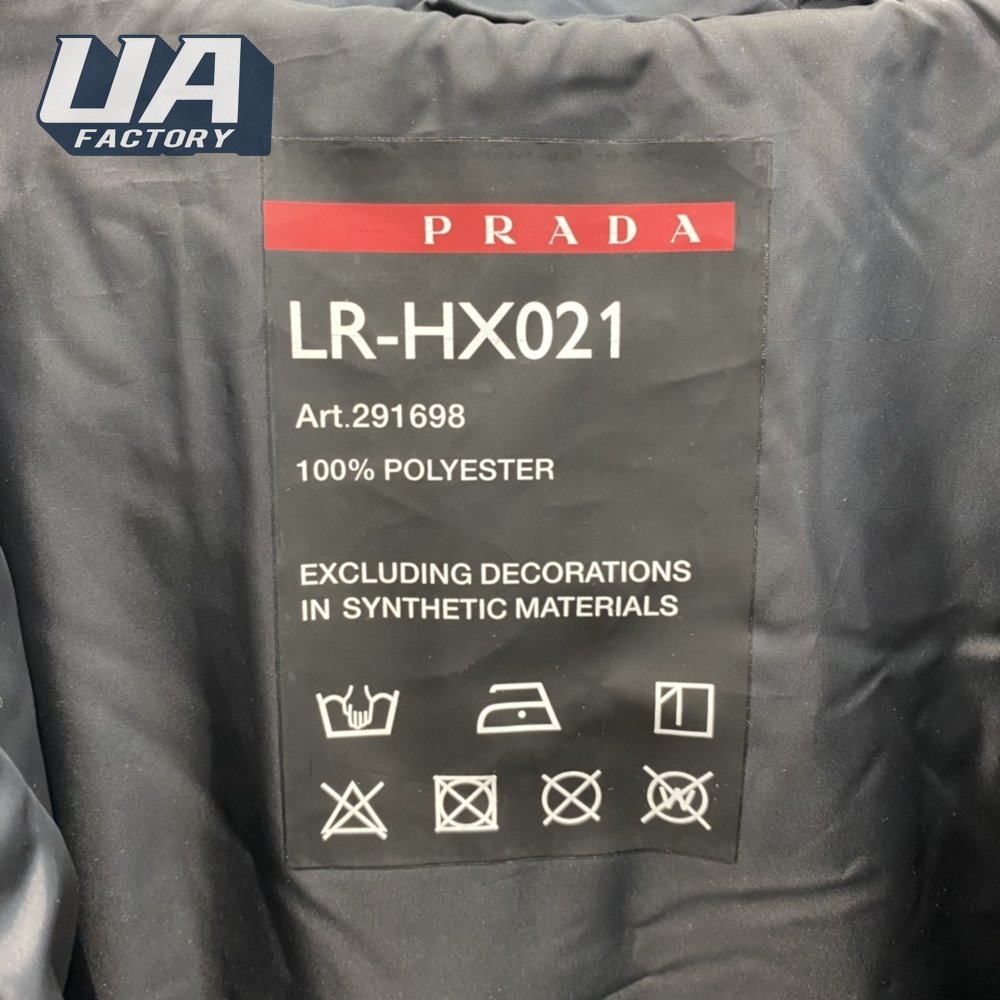 UA
FACTORY
PRADA
LR-HX021
Art.291698
100% POLYESTER
EXCLUDING DECORATIONS
IN SYNTHETIC MATERIALS
W